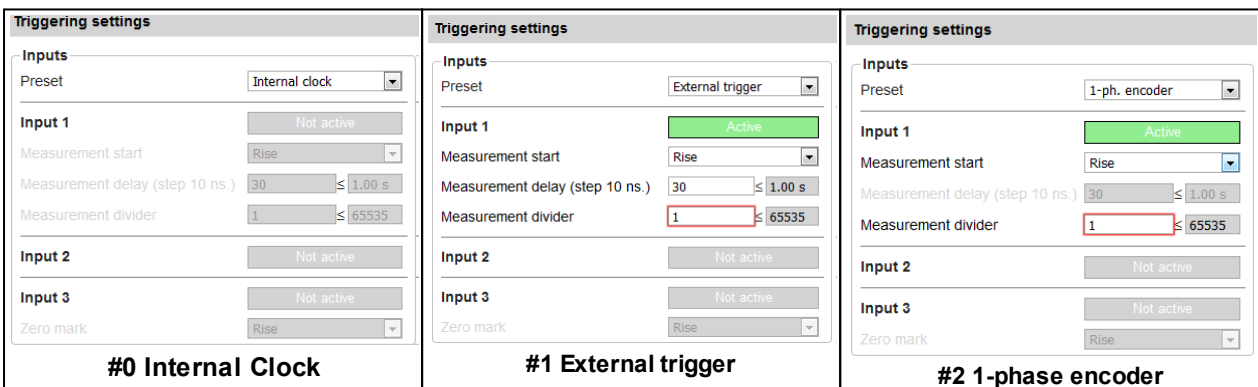 Triggering settings
Inputs
Preset Internal clock
Input 1 Not active
Measurement start Rise
Measurement delay (step 10 ns.) 30 ≤ 1.00 s
Measurement divider 1 ≤ 65535
Input 2 Not active
Input 3 Not active
Zero mark Rise
#0 Internal Clock
Triggering settings
Inputs
Preset External trigger
Input 1 Active
Measurement start Rise
Measurement delay (step 10 ns.) 30 ≤ 1.00 s
Measurement divider 1 ≤ 65535
Input 2 Not active
Input 3 Not active
Zero mark Rise
#1 External trigger
Triggering settings
Inputs
Preset 1-ph. encoder
Input 1 Active
Measurement start Rise
Measurement delay (step 10 ns.) 30 ≤ 1.00 s
Measurement divider 1 ≤ 65535
Input 2 Not active
Input 3 Not active
Zero mark Rise
#2 1-phase encoder